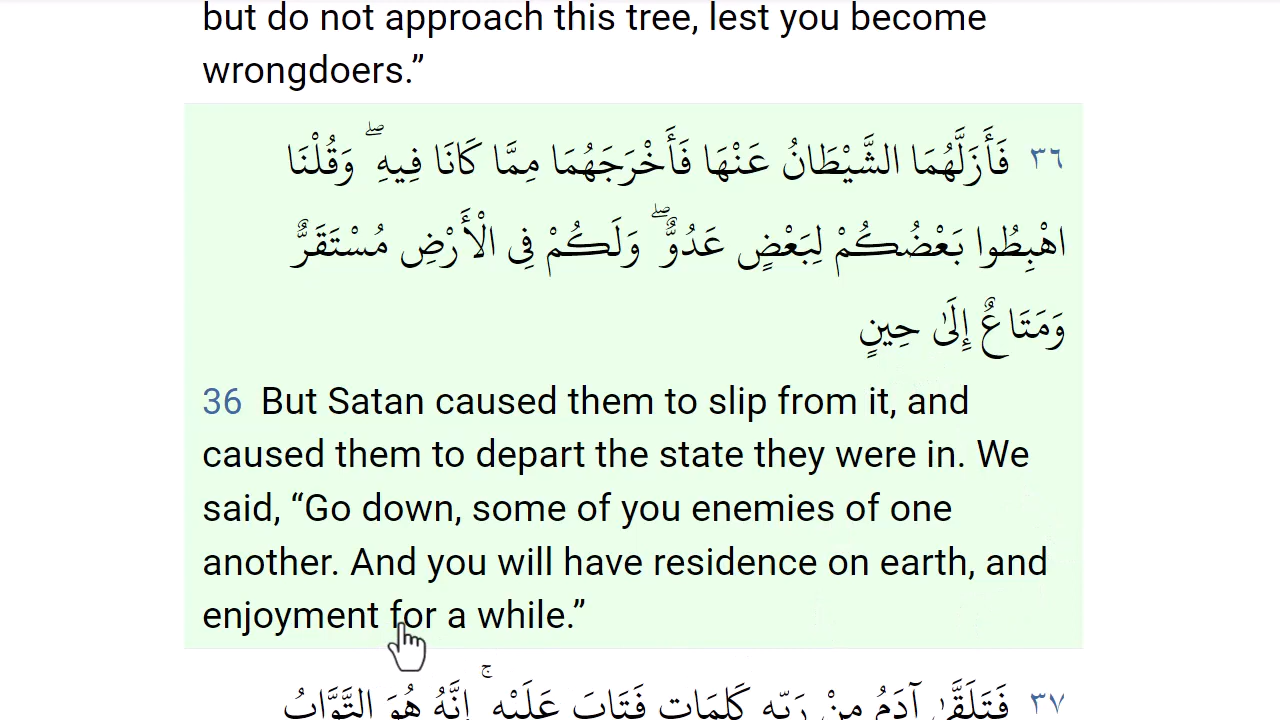 but do not approach this tree, lest you become
wrongdoers.”
٣٦ فَأَزَلَّهُمَا الشَّيْطَانُ عَنْهَا فَأَخْرَجَهُمَا مِمَّا كَانَا فِيهِ ۖ وَقُلْنَا
اهْبِطُوا بَعْضُكُمْ لِبَعْضٍ عَدُوٌّ ۖ وَلَكُمْ فِى الْأَرْضِ مُسْتَقَرٌّ
وَمَتَاعٌ إِلَىٰ حِينٍ
36 But Satan caused them to slip from it, and
caused them to depart the state they were in. We
said, “Go down, some of you enemies of one
another. And you will have residence on earth, and
enjoyment for a while.”
٣٧ فَتَلَقَّىٰ آدَمُ مِنْ رَبِّهِ كَلِمَاتٍ فَتَابَ عَلَيْهِ ۚ إِنَّهُ هُوَ التَّوَّابُ